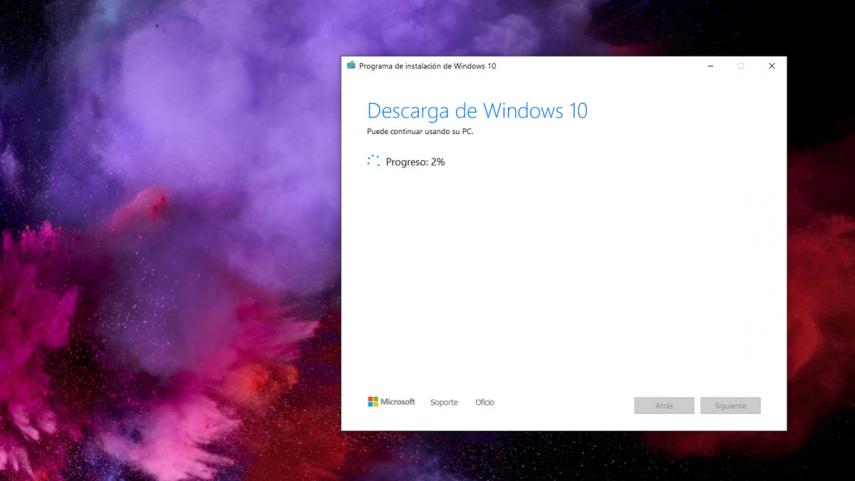 Programa de instalación de Windows 10
Descarga de Windows 10
Puede continuar usando su PC.
Progreso: 2%
Microsoft Soporte Oficio Atrás Siguiente